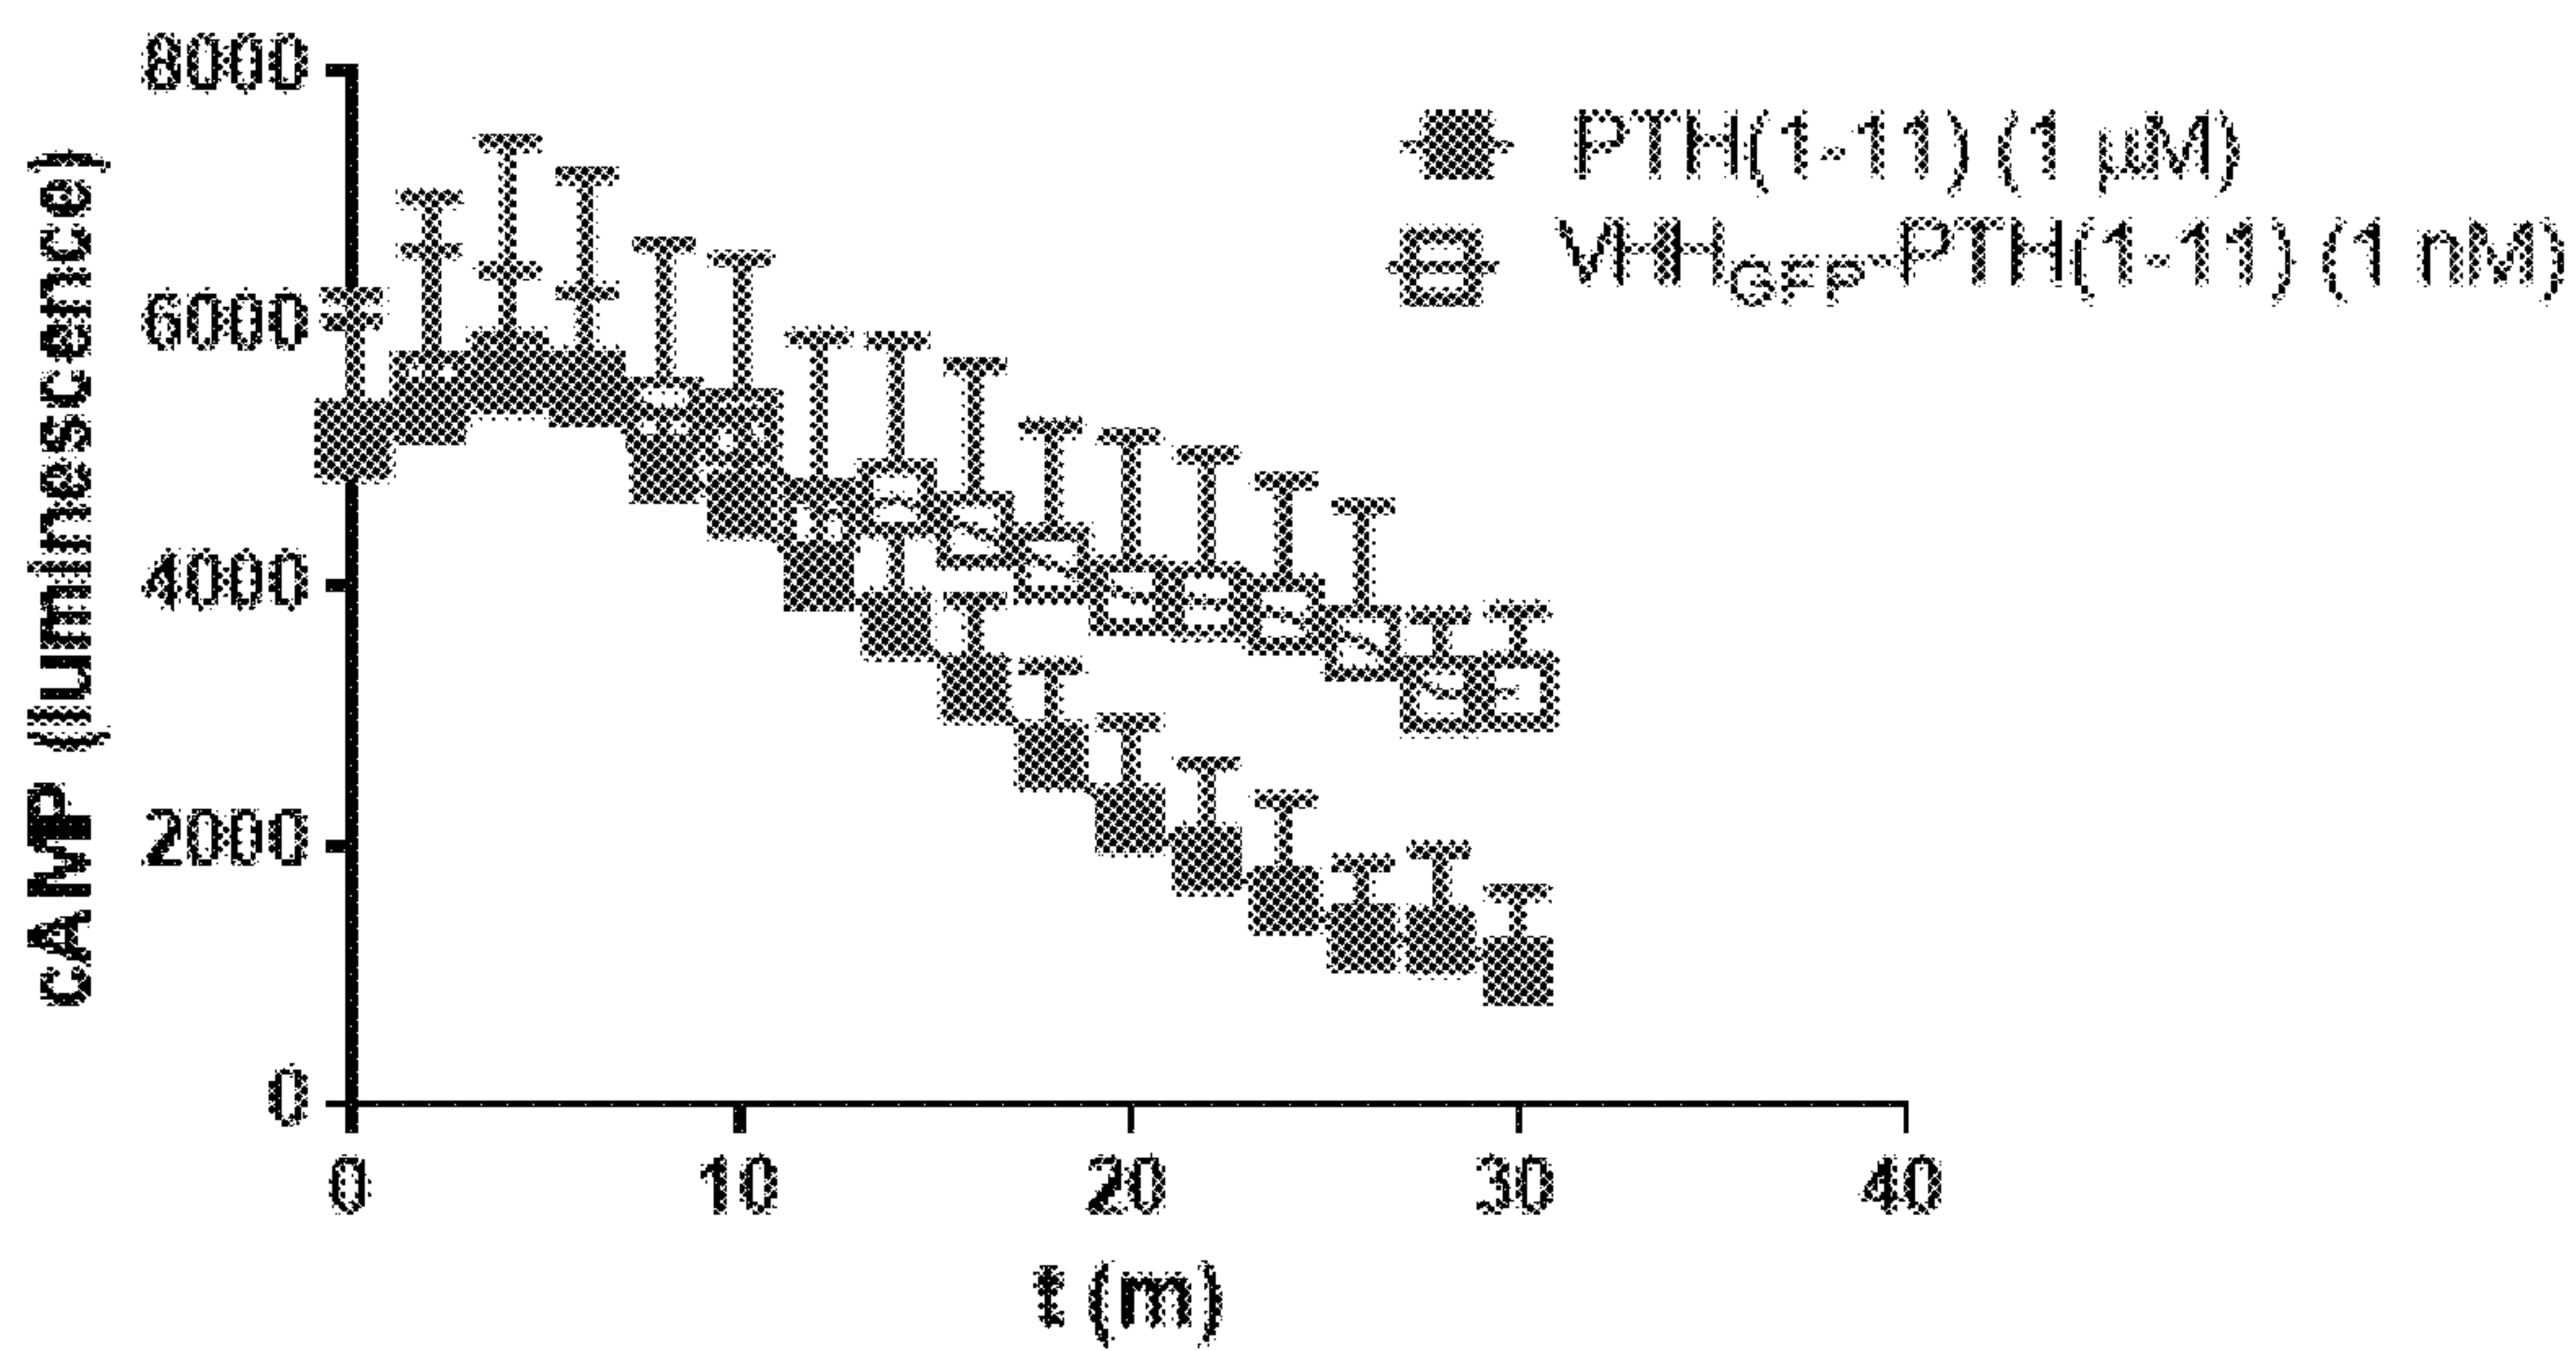 8000
6000
4000
2000
0
cAMP (luminescence)
PTH(1-11) (1 μM)
VHHGFP-PTH(1-11) (1 nM)
0 10 20 30 40
t (m)